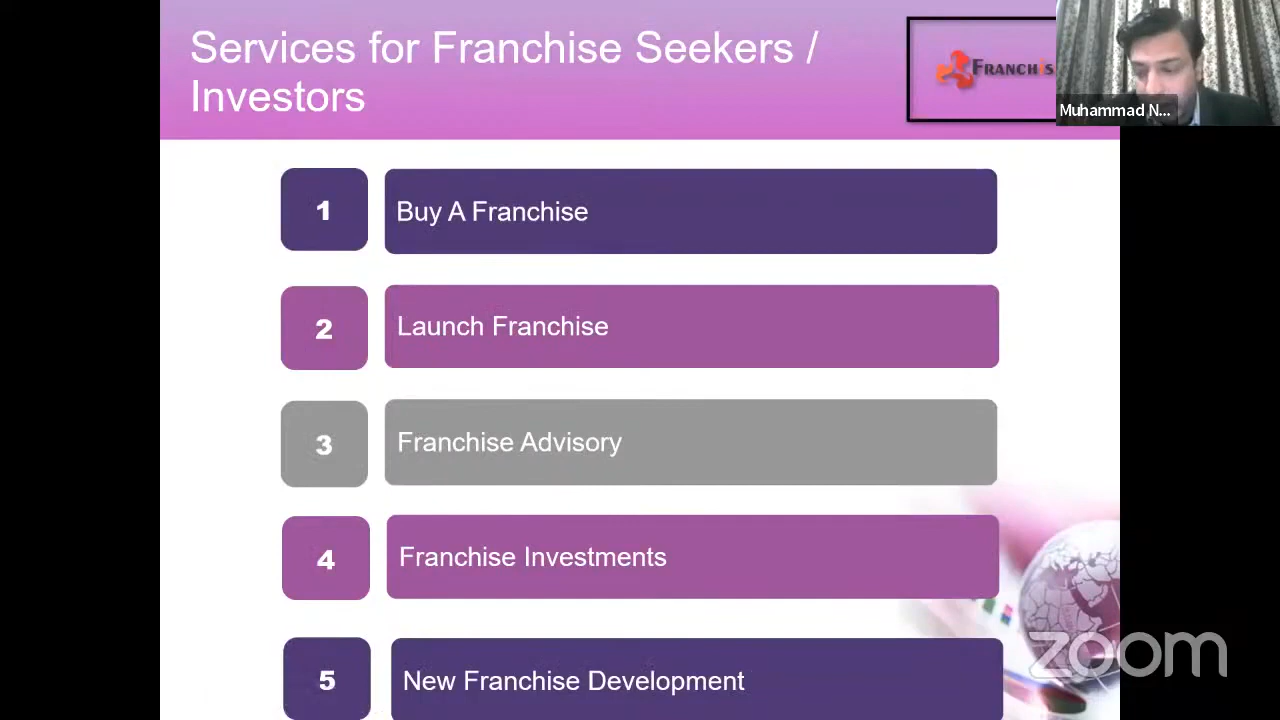 Services for Franchise Seekers /
Investors
FRANCHIS
Muhammad N...
1
Buy A Franchise
2
Launch Franchise
3
Franchise Advisory
4
Franchise Investments
5
New Franchise Development
zoom